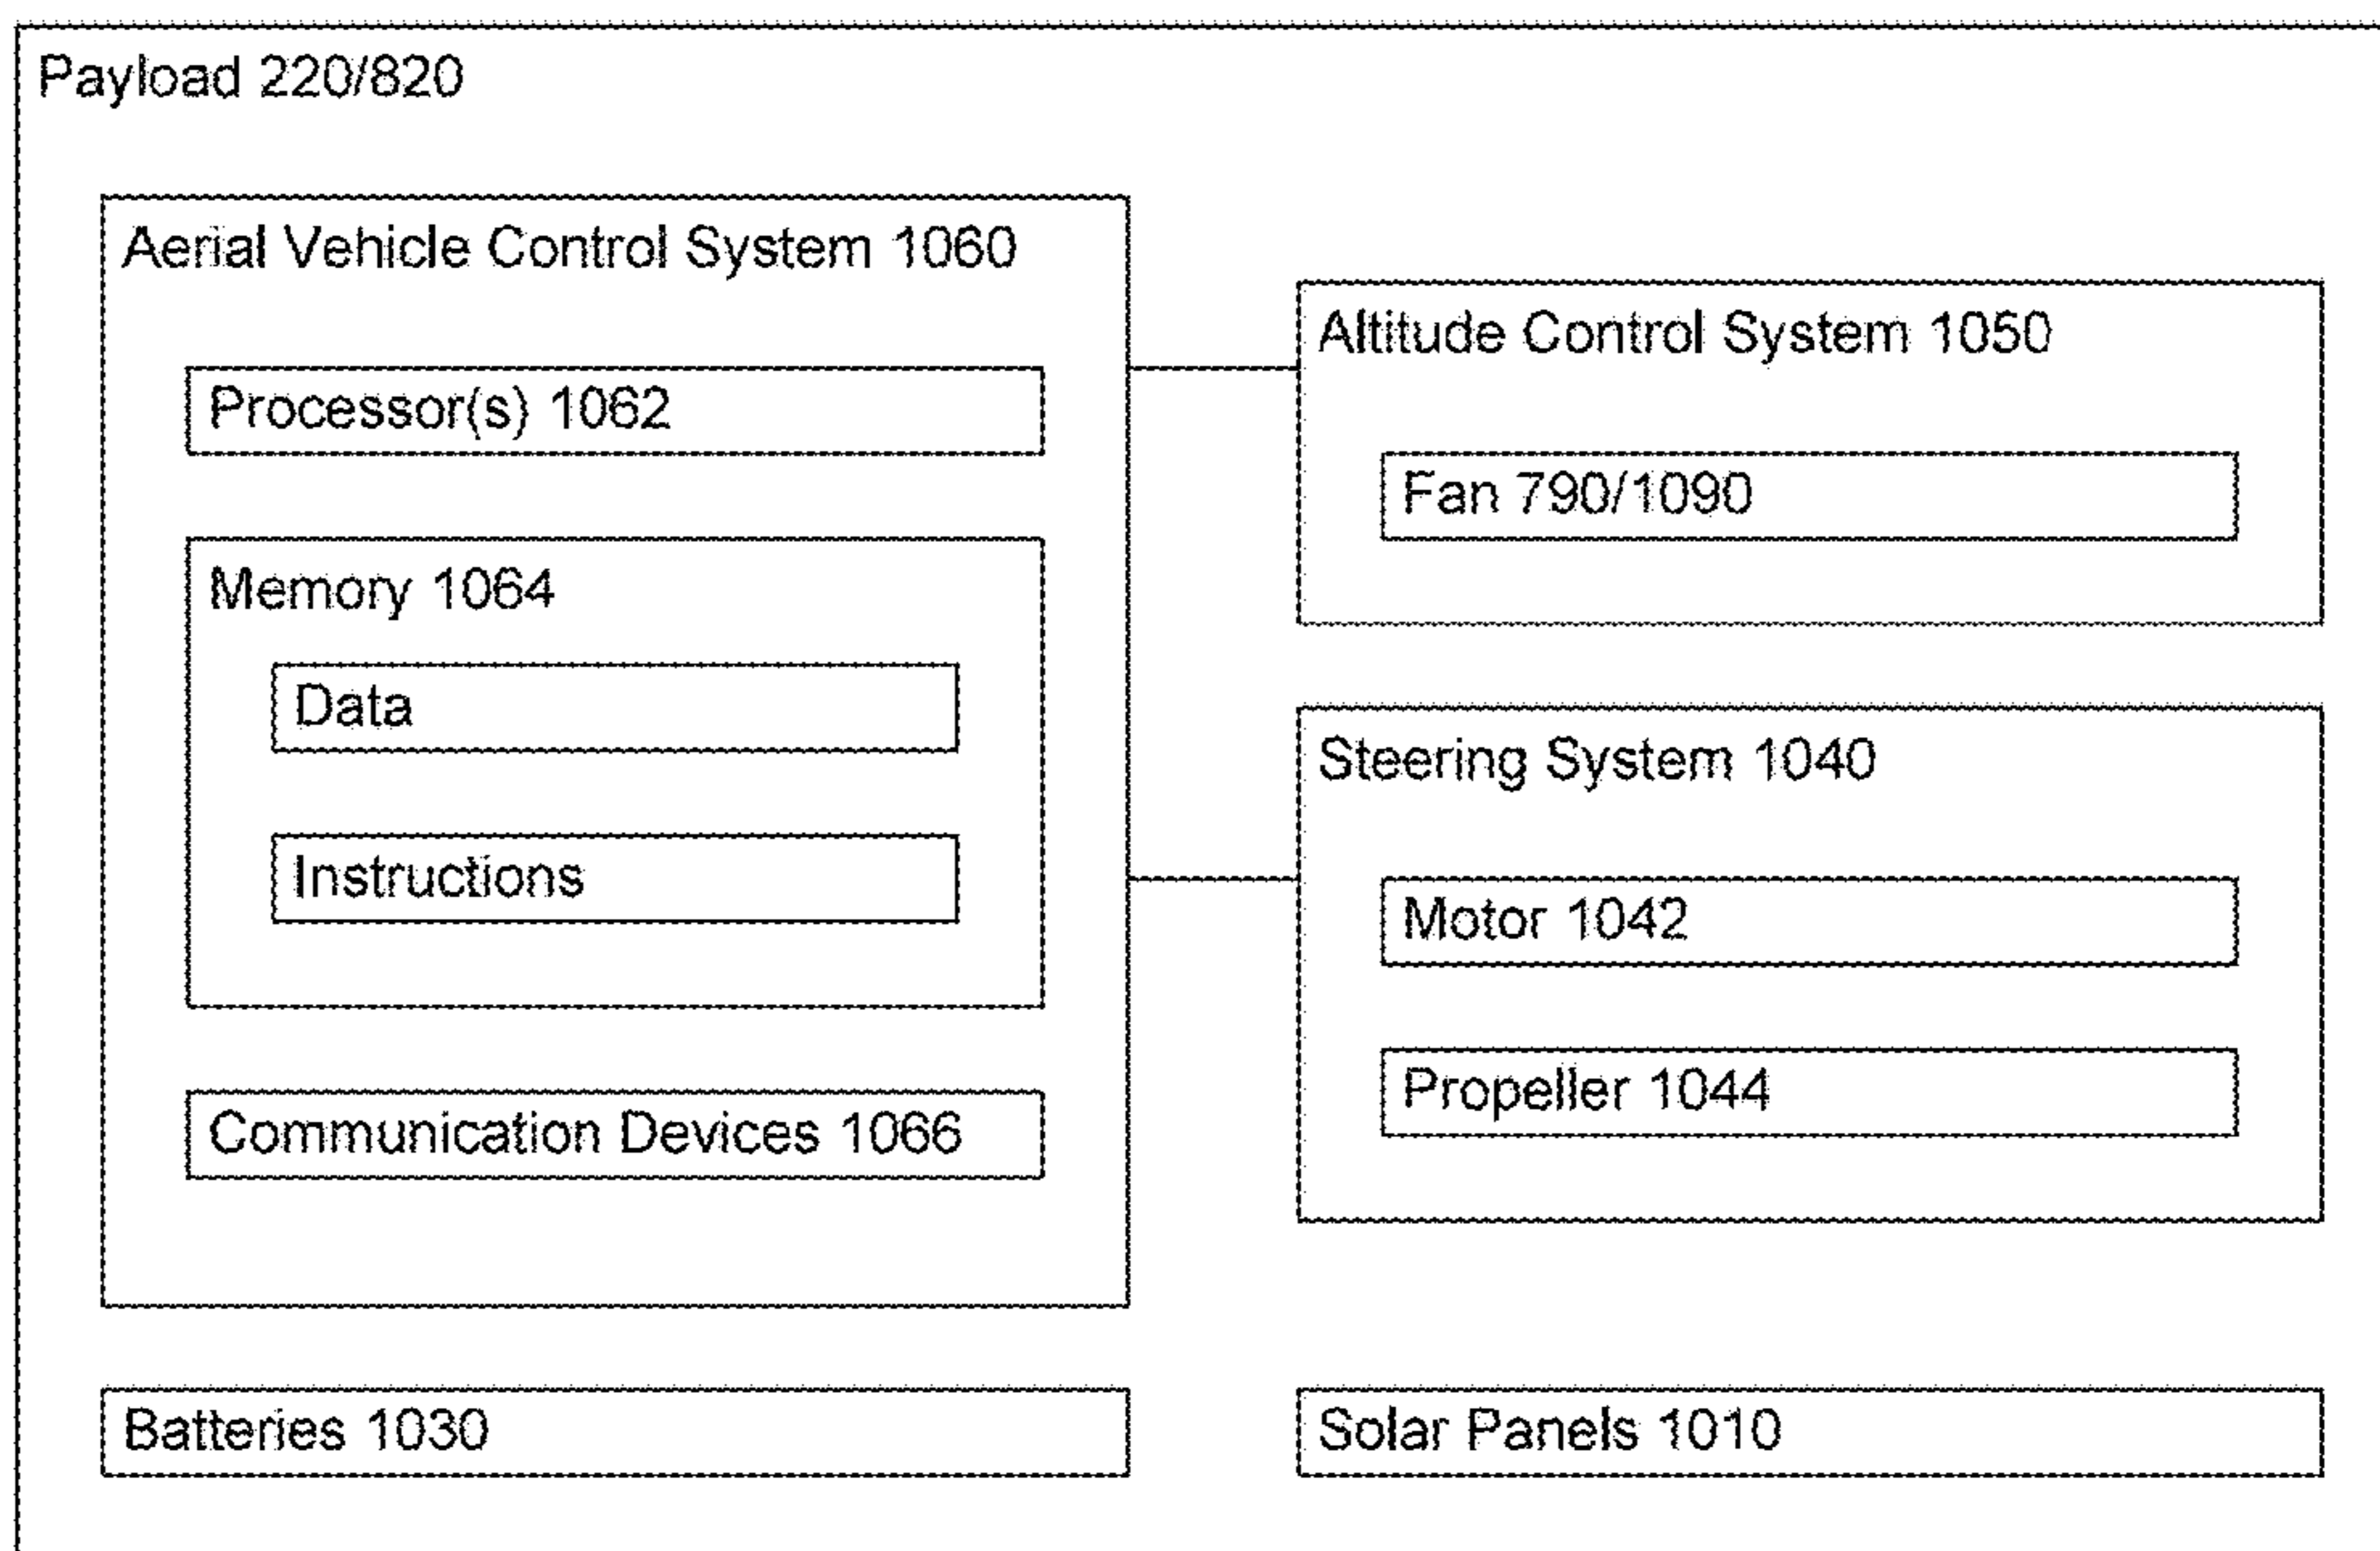 Payload 220/820
Aerial Vehicle Control System 1060
Processor(s) 1062
Memory 1064
Data
Instructions
Communication Devices 1066
Altitude Control System 1050
Fan 790/1090
Steering System 1040
Motor 1042
Propeller 1044
Batteries 1030
Solar Panels 1010